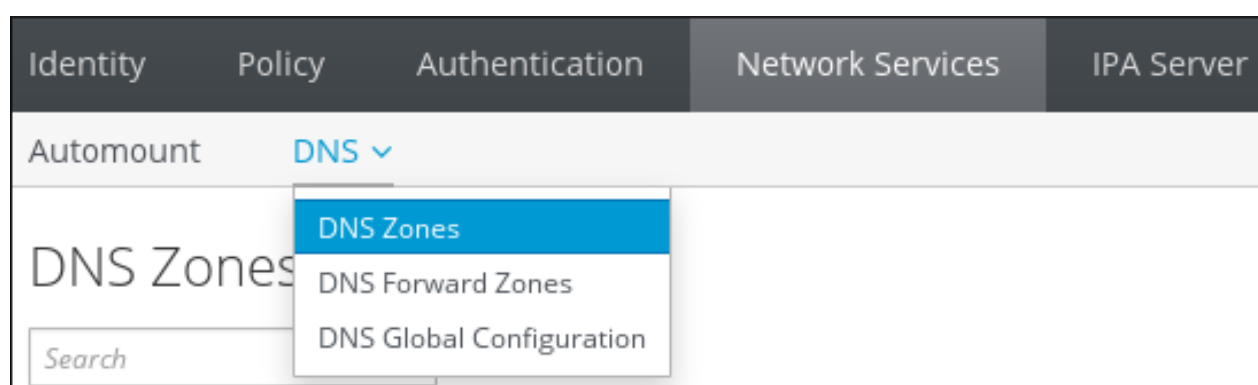 Identity Policy Authentication Network Services IPA Server
Automount DNS
DNS Zones
DNS Zones
DNS Forward Zones
DNS Global Configuration
Search